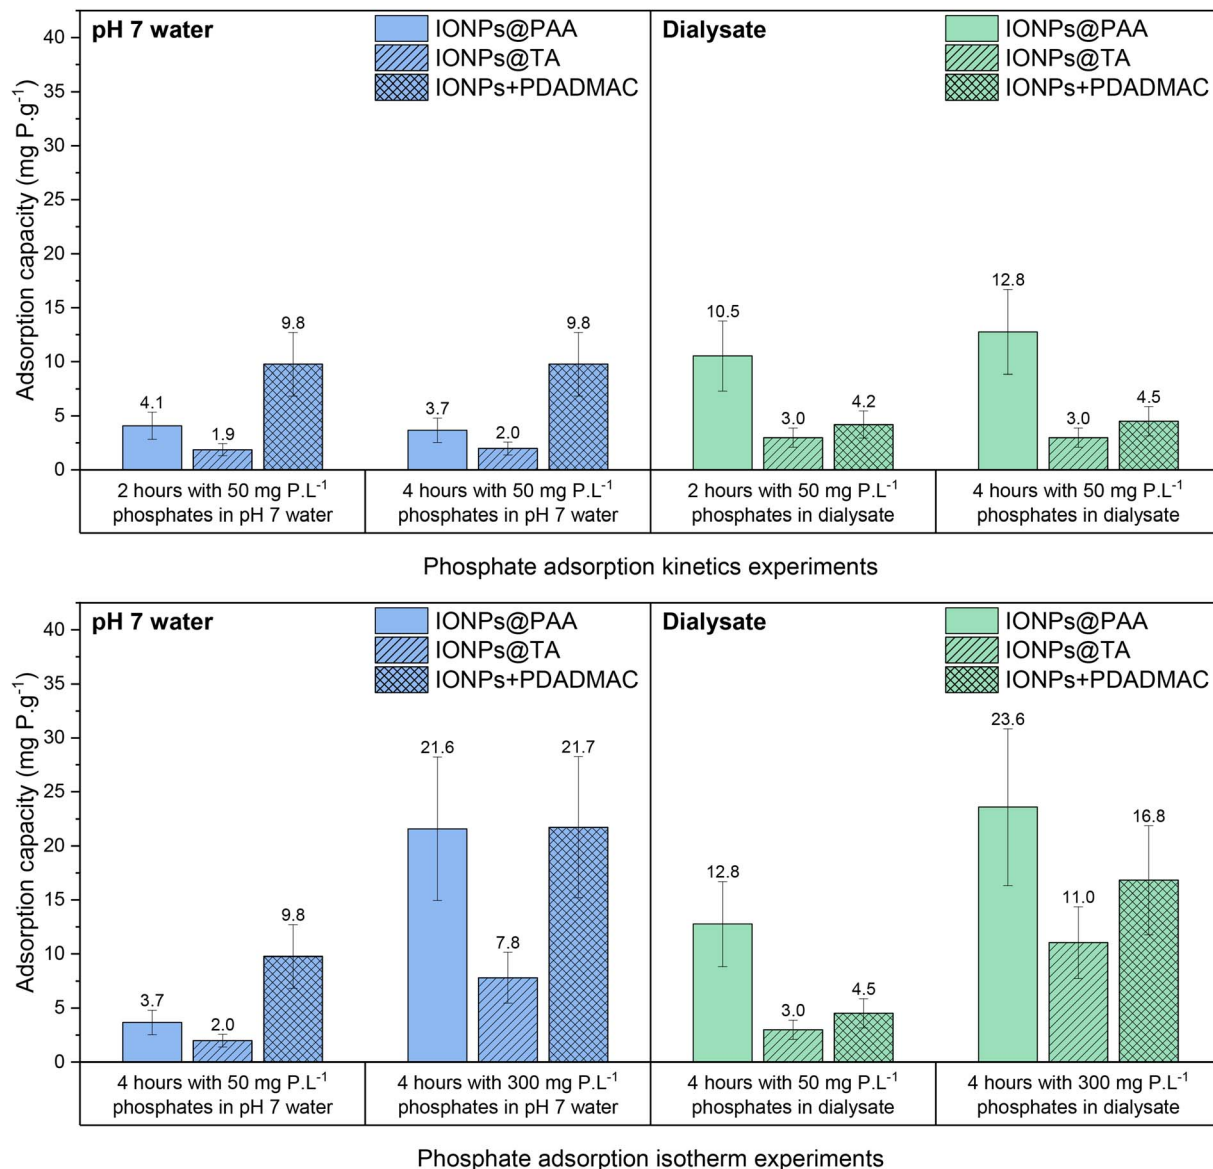 pH 7 water
IONPs@PAA
IONPs@TA
IONPs+PDADMAC
Dialysate
IONPs@PAA
IONPs@TA
IONPs+PDADMAC
Adsorption capacity (mg P.g⁻¹)
40
35
30
25
20
15
10
5
0
4.1
1.9
9.8
3.7
2.0
9.8
10.5
3.0
4.2
12.8
3.0
4.5
2 hours with 50 mg P.L⁻¹
phosphates in pH 7 water
4 hours with 50 mg P.L⁻¹
phosphates in pH 7 water
2 hours with 50 mg P.L⁻¹
phosphates in dialysate
4 hours with 50 mg P.L⁻¹
phosphates in dialysate
Phosphate adsorption kinetics experiments
pH 7 water
IONPs@PAA
IONPs@TA
IONPs+PDADMAC
Dialysate
IONPs@PAA
IONPs@TA
IONPs+PDADMAC
Adsorption capacity (mg P.g⁻¹)
40
35
30
25
20
15
10
5
0
3.7
2.0
9.8
21.6
7.8
21.7
12.8
3.0
4.5
23.6
11.0
16.8
4 hours with 50 mg P.L⁻¹
phosphates in pH 7 water
4 hours with 300 mg P.L⁻¹
phosphates in pH 7 water
4 hours with 50 mg P.L⁻¹
phosphates in dialysate
4 hours with 300 mg P.L⁻¹
phosphates in dialysate
Phosphate adsorption isotherm experiments